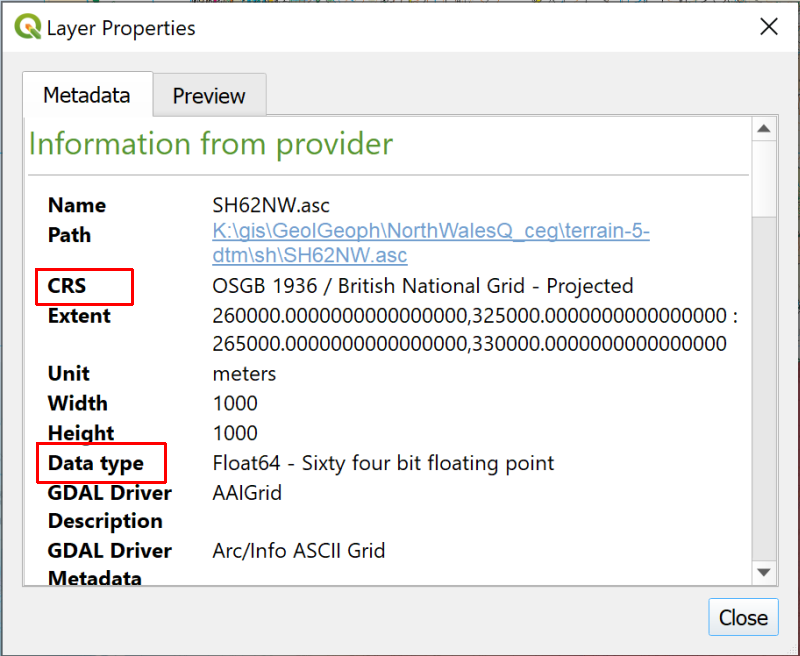 Layer Properties
Metadata Preview
Information from provider
Name SH62NW.asc
Path K:\gis\GeolGeoph\NorthWalesQ_ceg\terrain-5-
dtm\sh\SH62NW.asc
CRS OSGB 1936 / British National Grid - Projected
Extent 260000.0000000000000000,325000.0000000000000000 :
265000.0000000000000000,330000.0000000000000000
Unit meters
Width 1000
Height 1000
Data type Float64 - Sixty four bit floating point
GDAL Driver AAIGrid
Description
GDAL Driver Arc/Info ASCII Grid
Metadata
Close